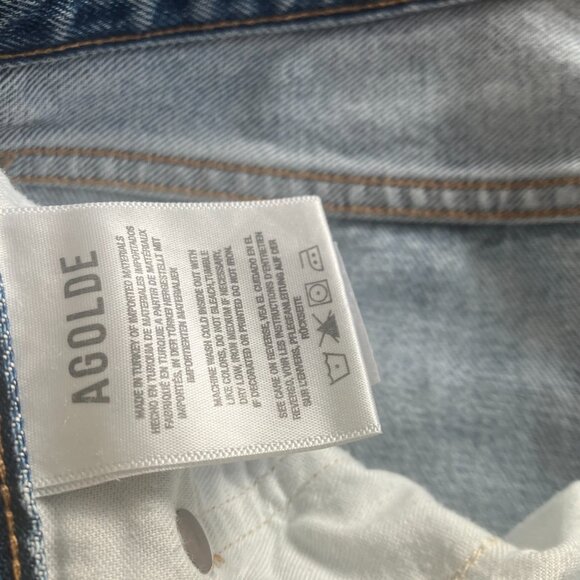 AGOLDE
MADE IN TURKEY OF IMPORTED MATERIALS
HECHO EN TURQUIA DE MATERIALES IMPORTADOS
FABRIQUÉ EN TURQUIE A PARTIR DE MATÉRIAUX
IMPORTÉS, IN DER TÜRKEI HERGESTELLT MIT
IMPORTIERTEN MATERIALIEN
MACHINE WASH COLD INSIDE OUT WITH
LIKE COLORS, DO NOT BLEACH,TUMBLE
DRY LOW, IRON MEDIUM IF NECESSARY,
IF DECORATED OR PRINTED DO NOT IRON.
SEE CARE ON REVERSE, VEA EL CUIDADO EN EL
REVERSO, VOIR LES INSTRUCTIONS D'ENTRETIEN
SUR L'ENVERS, PFLEGEANLEITUNG AUF DER
RÜCKSEITE